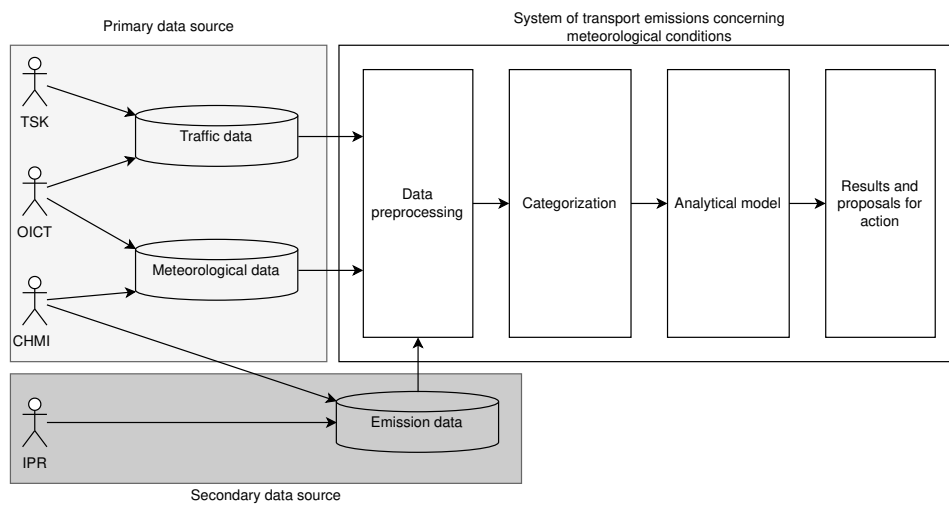 Primary data source
System of transport emissions concerning
meteorological conditions
TSK
Traffic data
OICT
Meteorological data
CHMI
Data
preprocessing
Categorization
Analytical model
Results and
proposals for
action
IPR
Emission data
Secondary data source